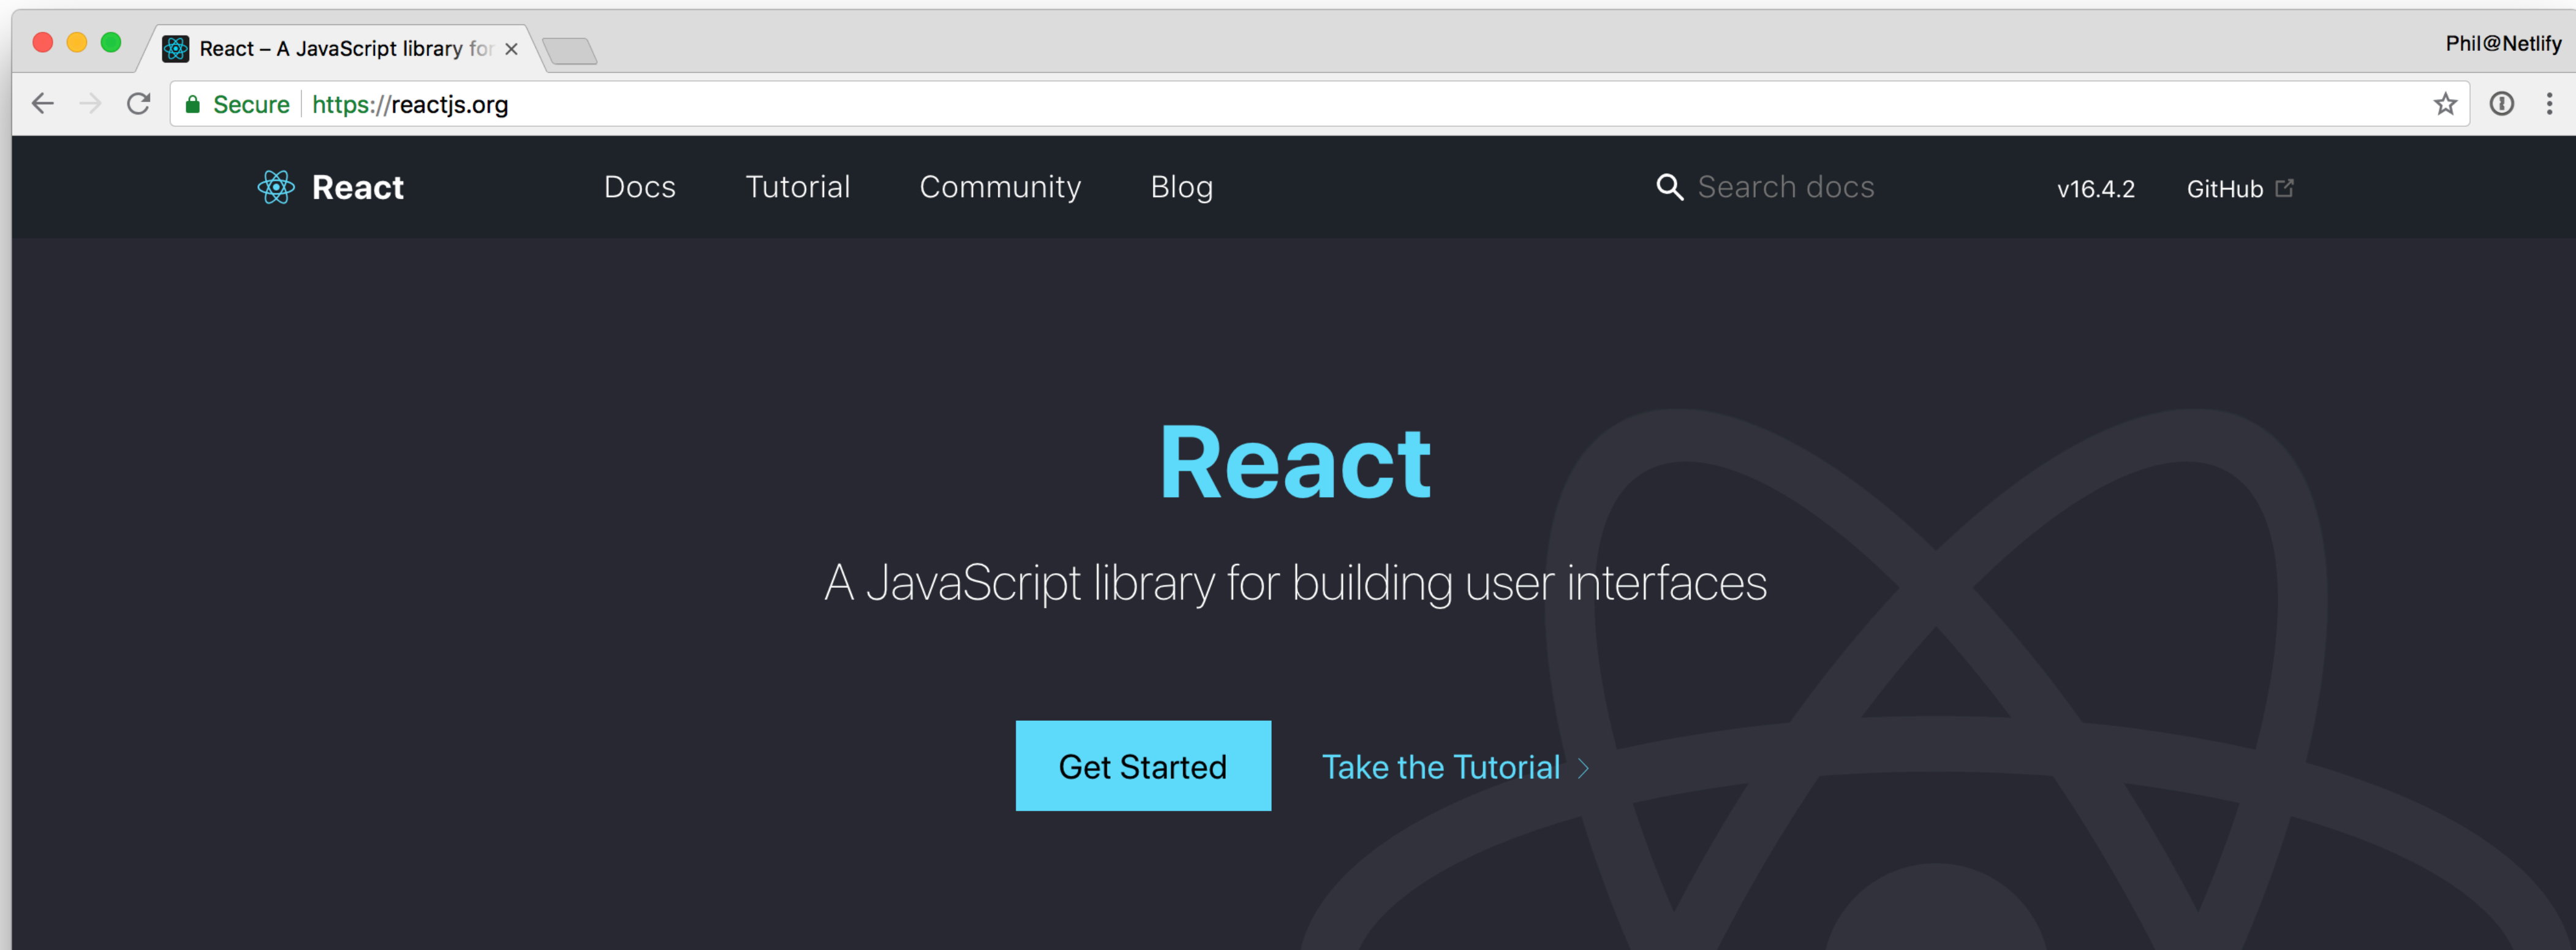 React – A JavaScript library for
Phil@Netlify
Secure https://reactjs.org
React Docs Tutorial Community Blog Search docs v16.4.2 GitHub
React
A JavaScript library for building user interfaces
Get Started Take the Tutorial